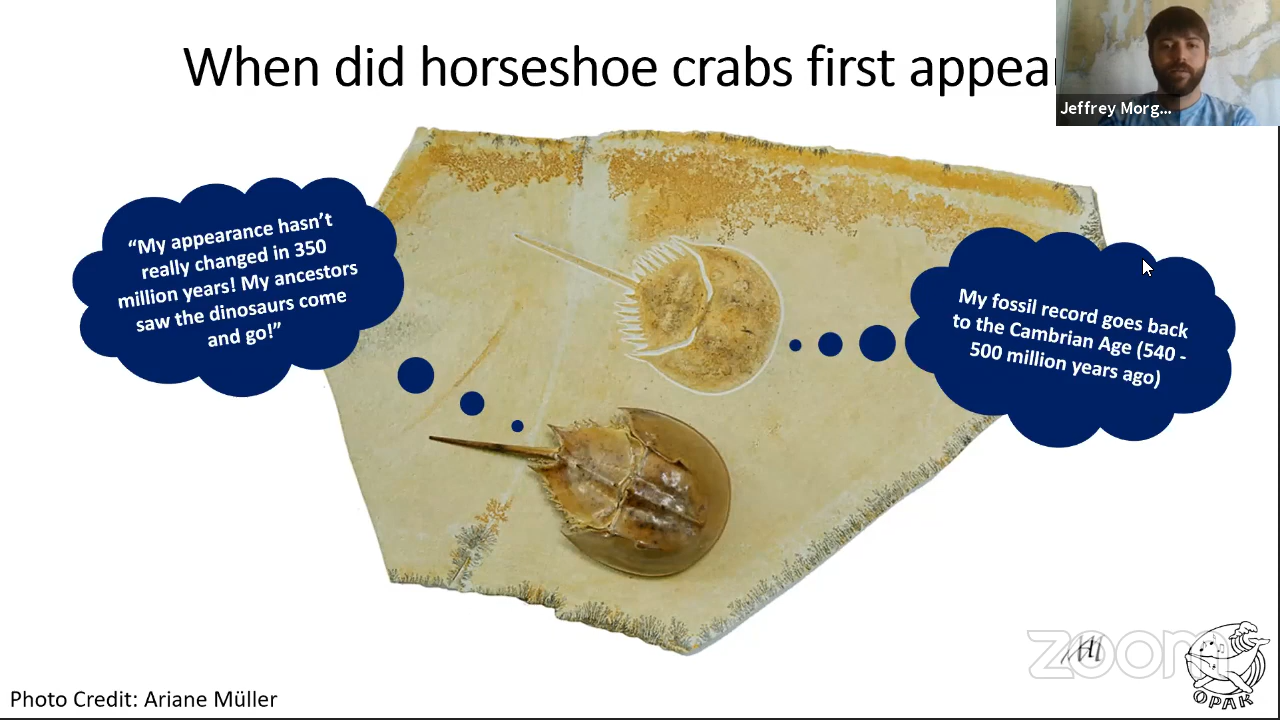 When did horseshoe crabs first appear
Jeffrey Morg...
“My appearance hasn’t
really changed in 350
million years! My ancestors
saw the dinosaurs come
and go!”
My fossil record goes back
to the Cambrian Age (540 -
500 million years ago)
zoom
OPAK
Photo Credit: Ariane Müller